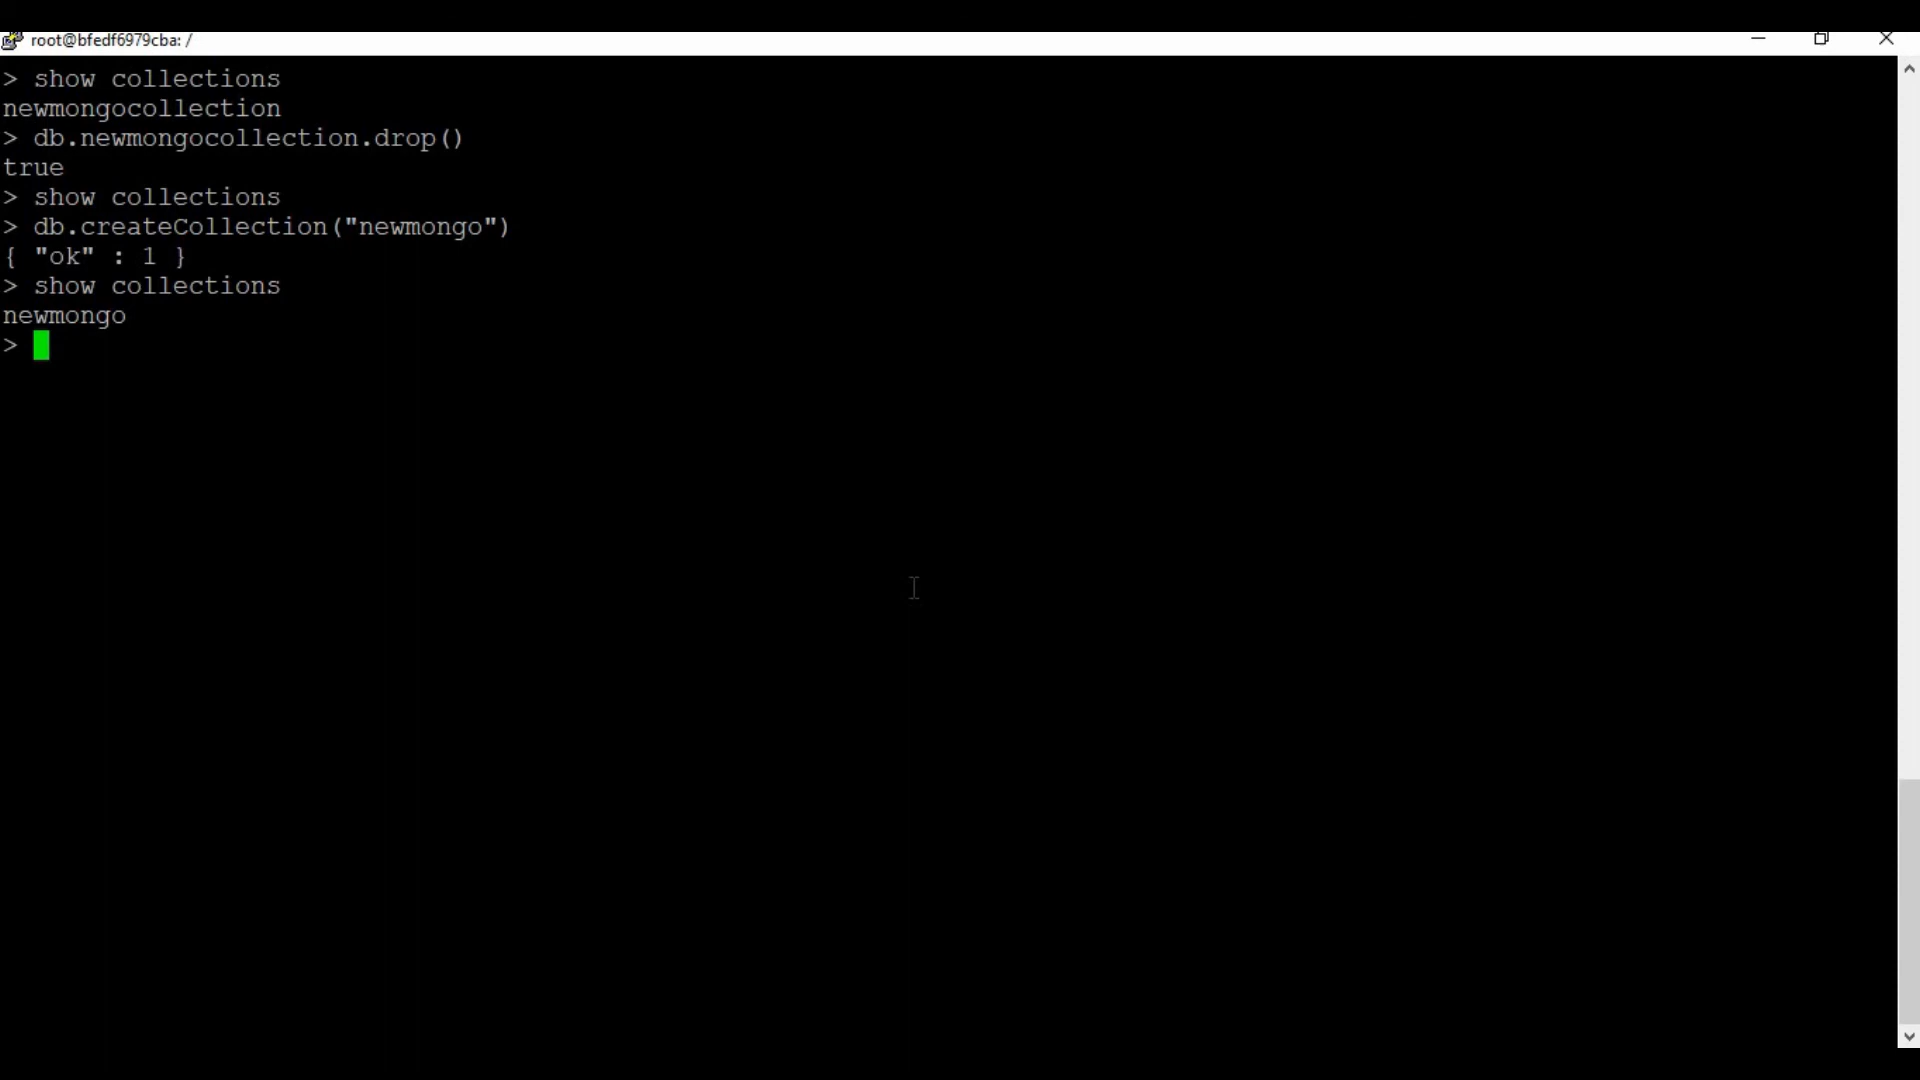 root@bfedf6979cba: /
> show collections
newmongocollection
> db.newmongocollection.drop()
true
> show collections
> db.createCollection("newmongo")
{ "ok" : 1 }
> show collections
newmongo
>